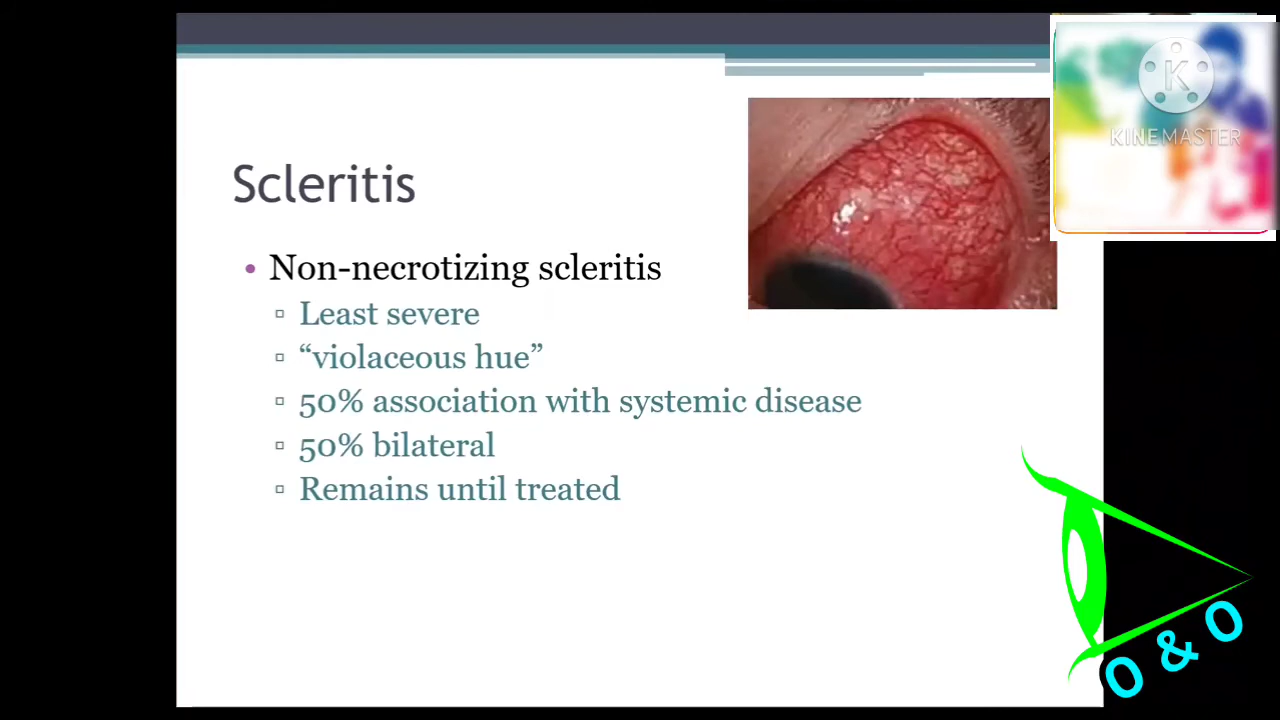 K
KINEMASTER
Scleritis
• Non-necrotizing scleritis
▫ Least severe
▫ “violaceous hue”
▫ 50% association with systemic disease
▫ 50% bilateral
▫ Remains until treated
O & O